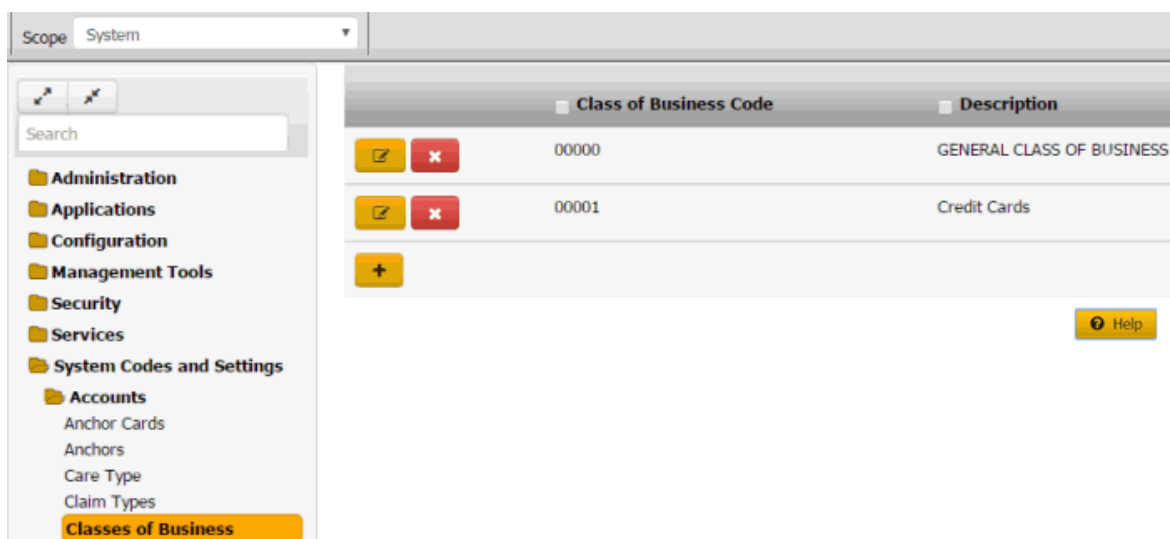 Scope System
Search
Administration
Applications
Configuration
Management Tools
Security
Services
System Codes and Settings
Accounts
Anchor Cards
Anchors
Care Type
Claim Types
Classes of Business
Class of Business Code Description
00000 GENERAL CLASS OF BUSINESS
00001 Credit Cards
Help